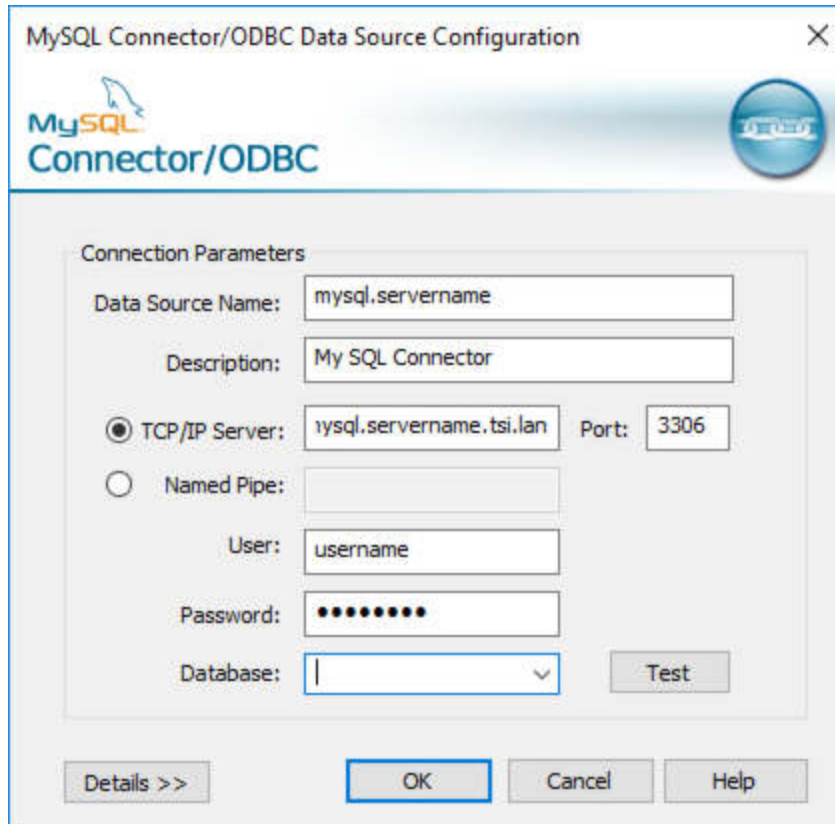 MySQL Connector/ODBC Data Source Configuration
MySQL
Connector/ODBC
Connection Parameters
Data Source Name: mysql.servername
Description: My SQL Connector
TCP/IP Server: ysql.servername.tsi.lan Port: 3306
Named Pipe:
User: username
Password: ••••••••
Database:
Test
Details >> OK Cancel Help